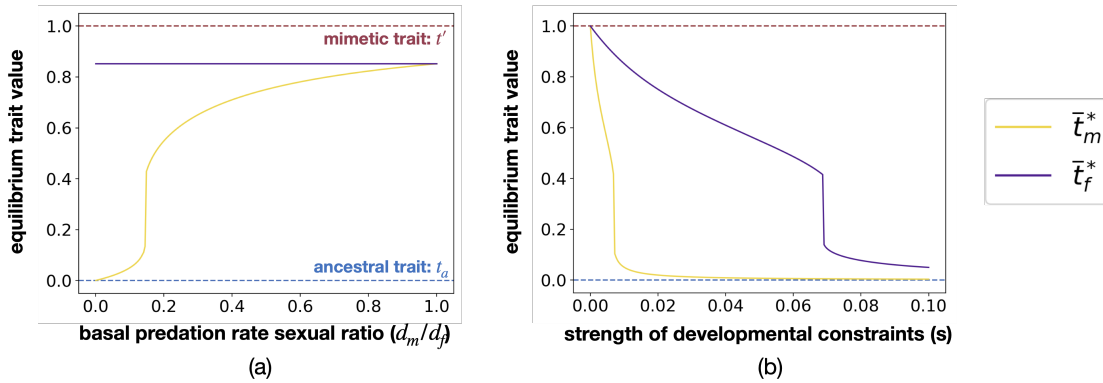 equilibrium trait value
1.0
0.8
0.6
0.4
0.2
0.0
mimetic trait: t′
ancestral trait: tₐ
0.0 0.2 0.4 0.6 0.8 1.0
basal predation rate sexual ratio (dₘ/d_f)
(a)
equilibrium trait value
1.0
0.8
0.6
0.4
0.2
0.0
0.00 0.02 0.04 0.06 0.08 0.10
strength of developmental constraints (s)
(b)
t̄*ₘ
t̄*_f